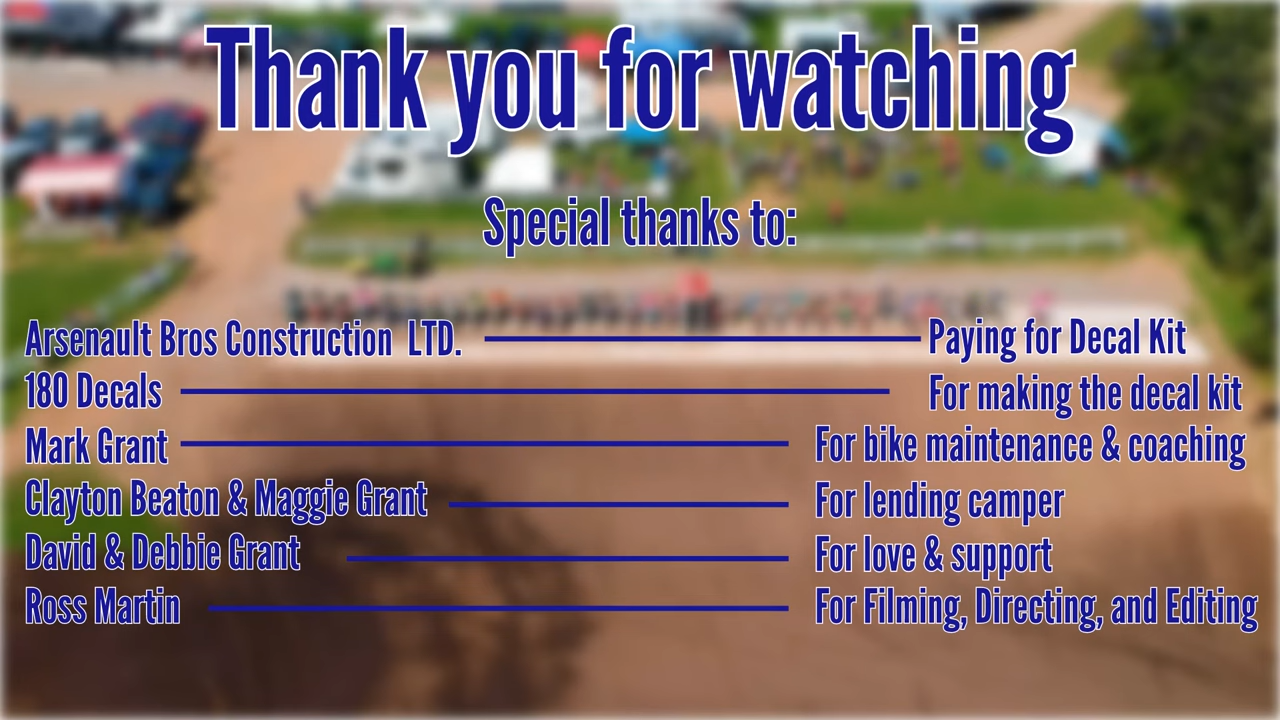 Thank you for watching
Special thanks to:
Arsenault Bros Construction LTD. Paying for Decal Kit
180 Decals For making the decal kit
Mark Grant For bike maintenance & coaching
Clayton Beaton & Maggie Grant For lending camper
David & Debbie Grant For love & support
Ross Martin For Filming, Directing, and Editing